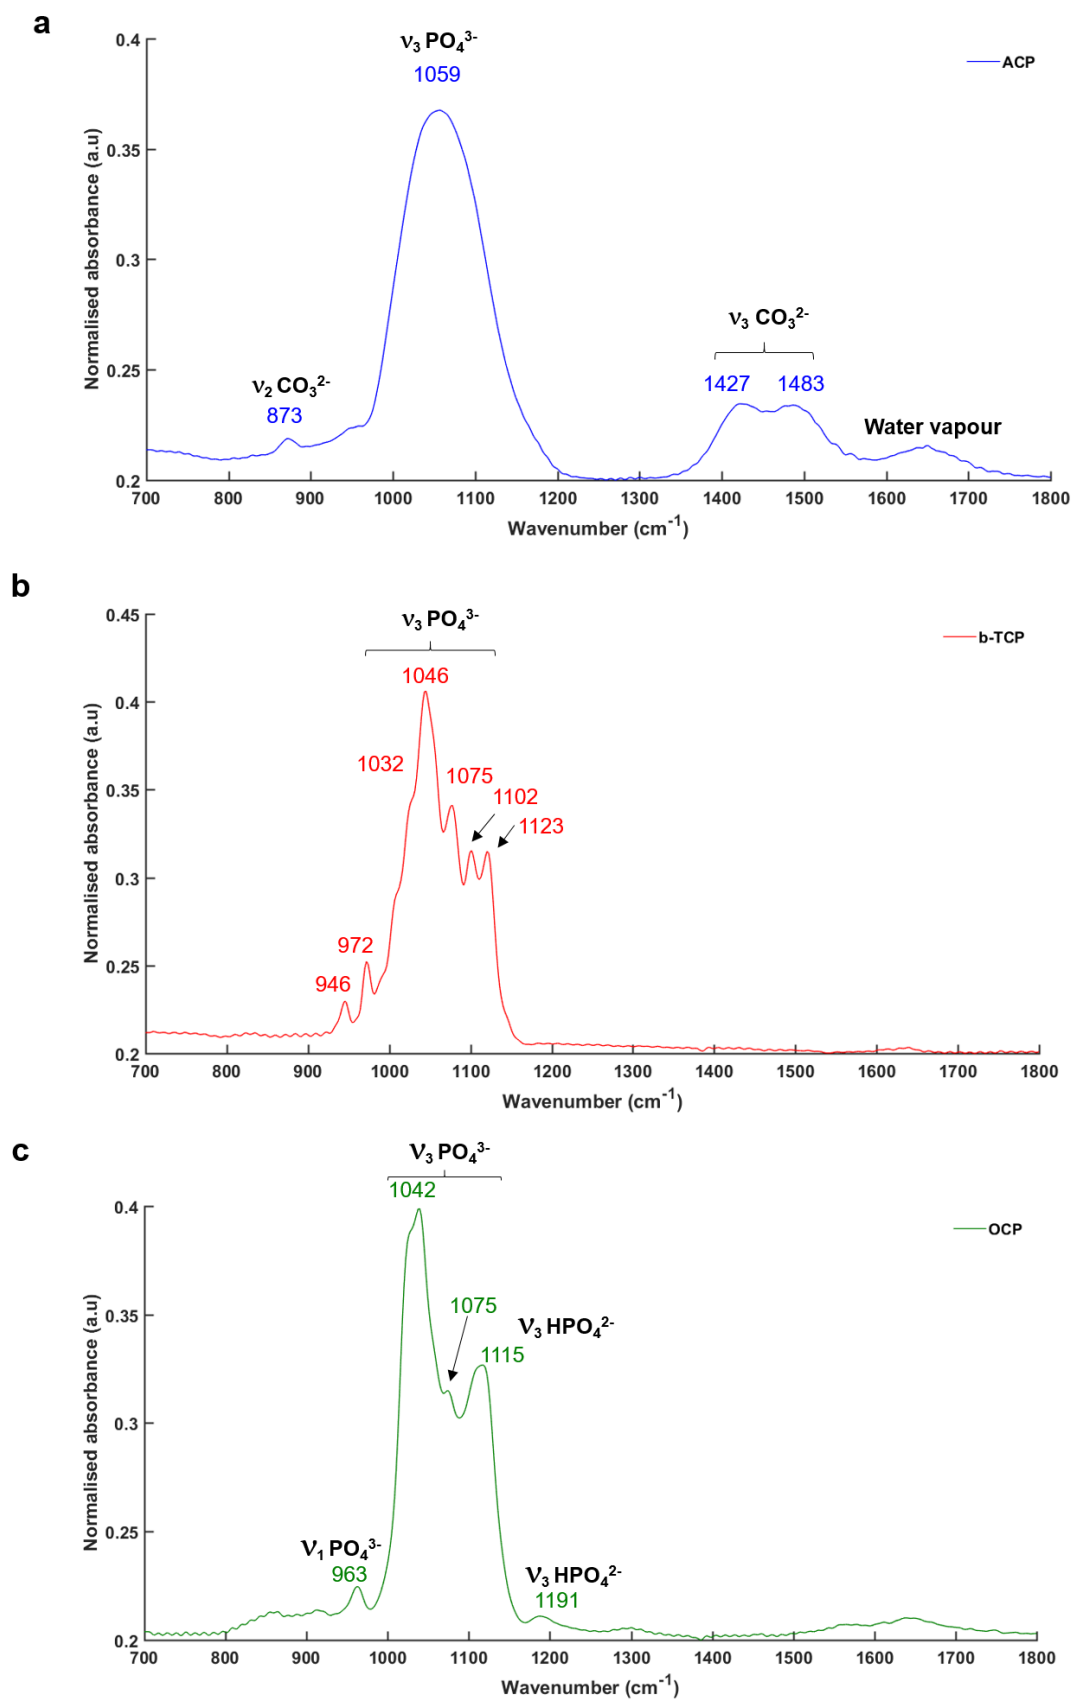 a
ν₃ PO₄³⁻
1059
ACP
0.4
0.35
0.3
0.25
0.2
Normalised absorbance (a.u)
ν₂ CO₃²⁻
873
ν₃ CO₃²⁻
1427 1483
Water vapour
700 800 900 1000 1100 1200 1300 1400 1500 1600 1700 1800
Wavenumber (cm⁻¹)
b
ν₃ PO₄³⁻
b-TCP
0.45
0.4
0.35
0.3
0.25
0.2
Normalised absorbance (a.u)
1046
1032
1075
1102
1123
972
946
700 800 900 1000 1100 1200 1300 1400 1500 1600 1700 1800
Wavenumber (cm⁻¹)
c
ν₃ PO₄³⁻
1042
OCP
0.4
0.35
0.3
0.25
0.2
Normalised absorbance (a.u)
1075
ν₃ HPO₄²⁻
1115
ν₁ PO₄³⁻
963
ν₃ HPO₄²⁻
1191
700 800 900 1000 1100 1200 1300 1400 1500 1600 1700 1800
Wavenumber (cm⁻¹)